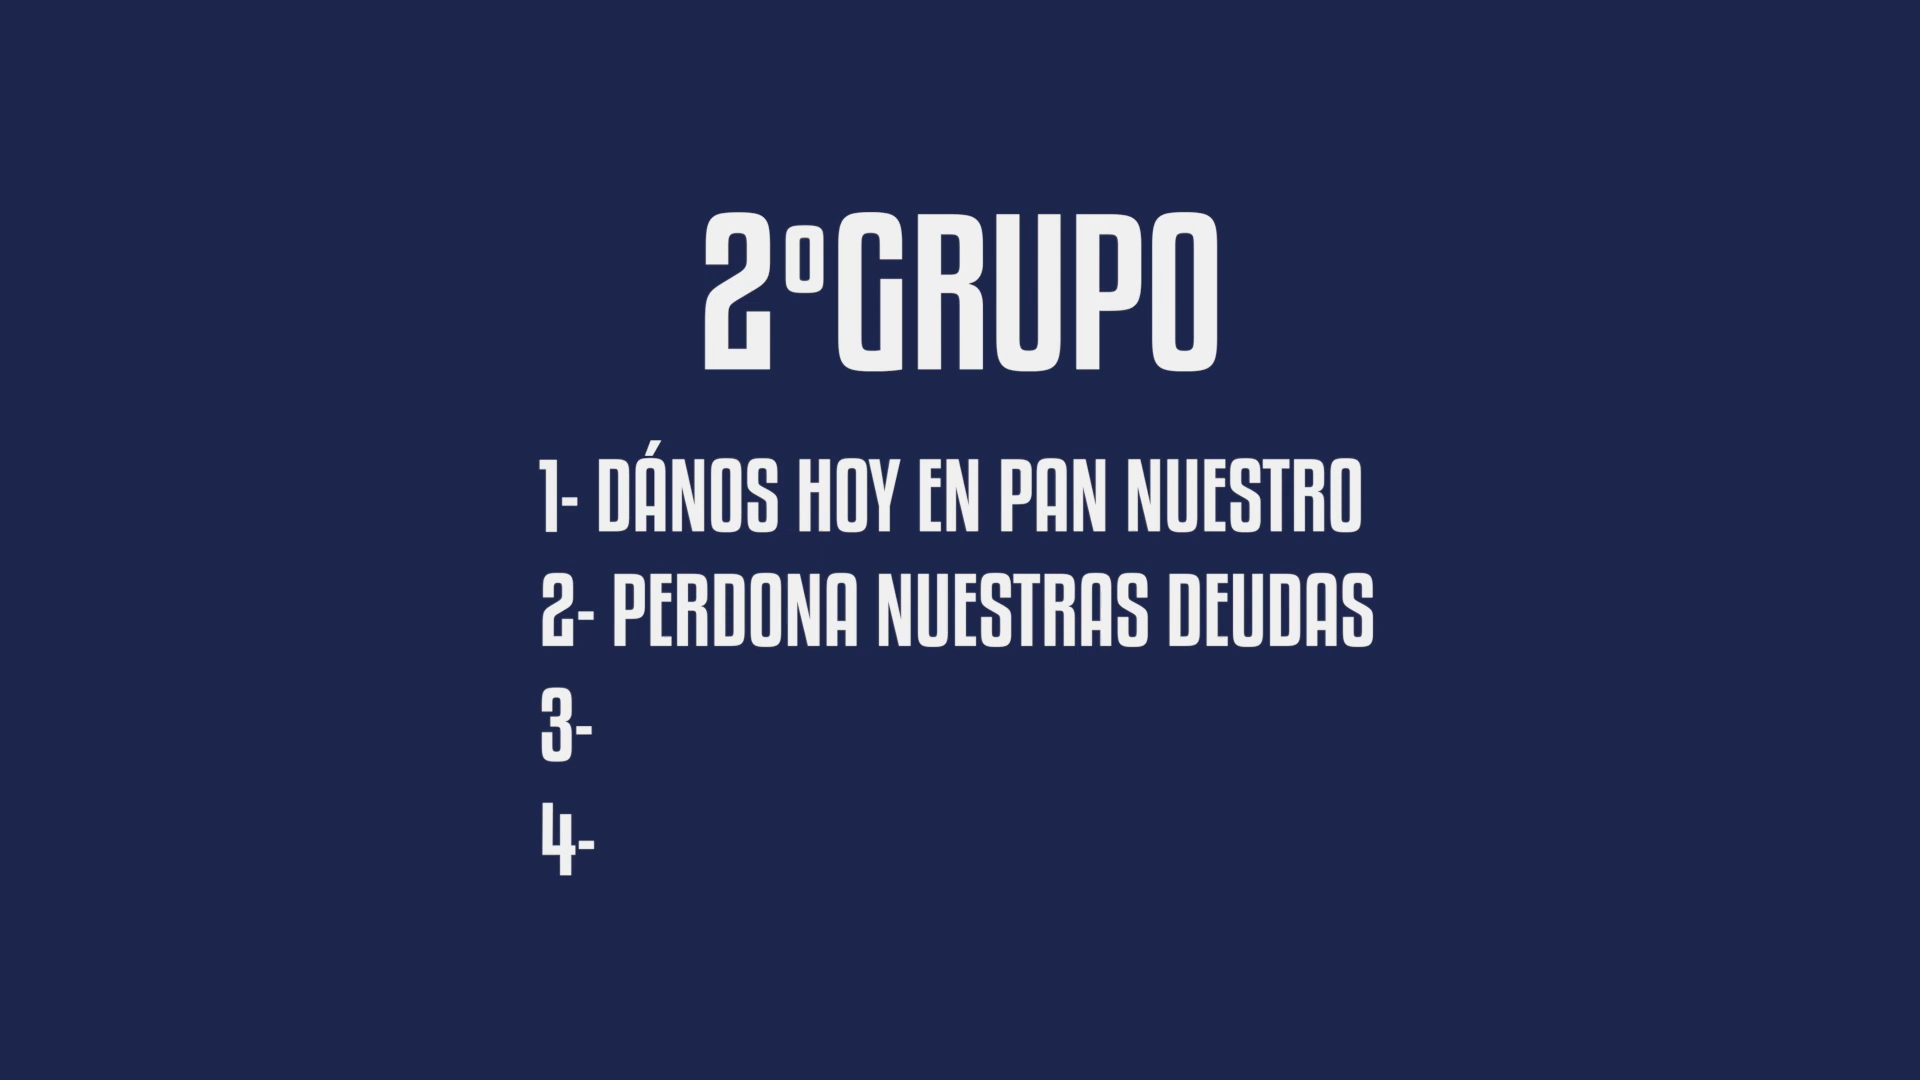 2ºGRUPO
1- DÁNOS HOY EN PAN NUESTRO
2- PERDONA NUESTRAS DEUDAS
3-
4-